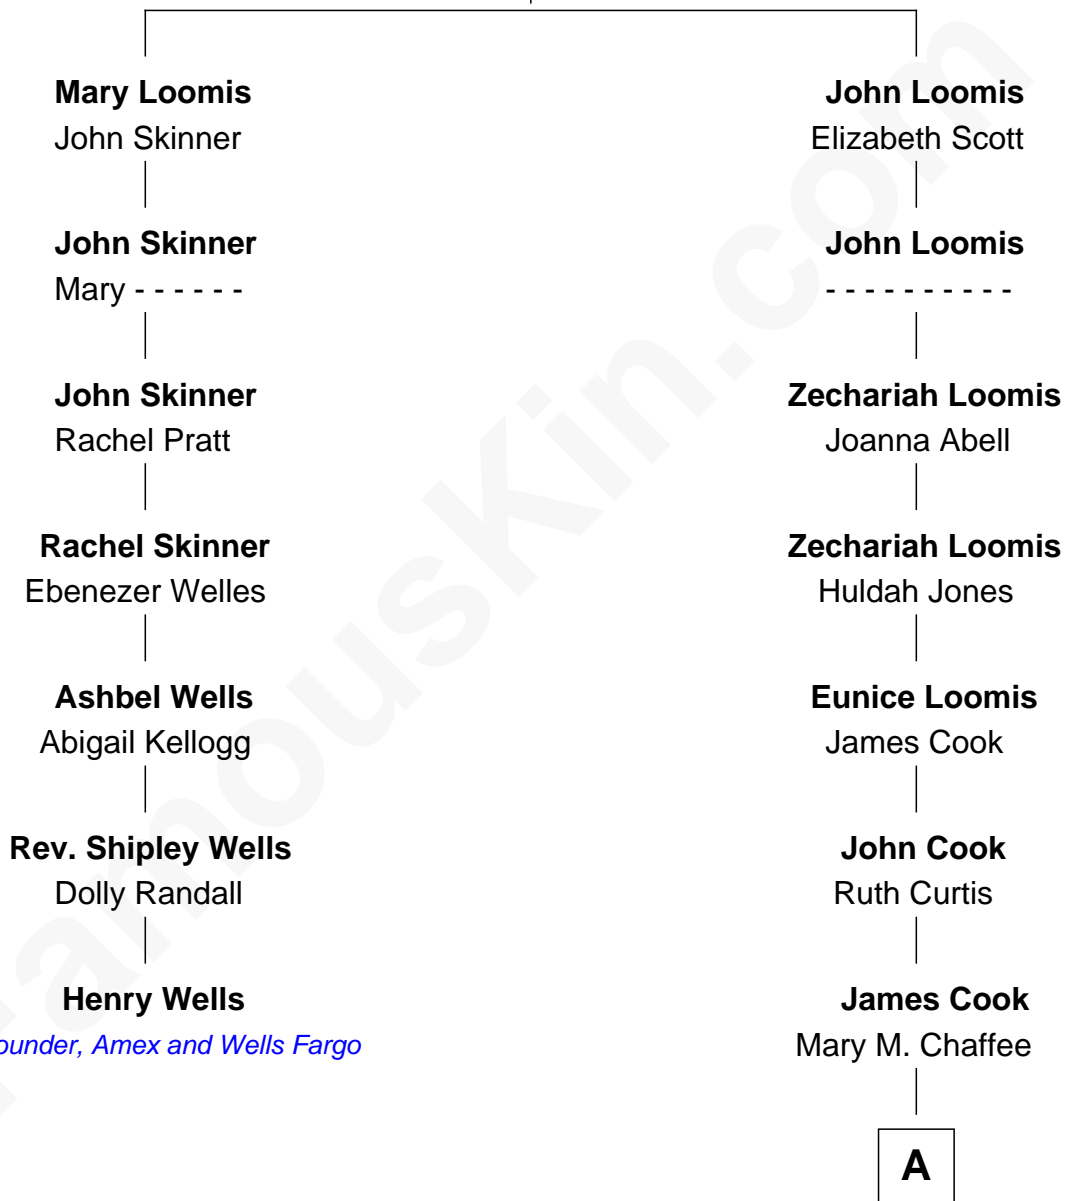 Mary Loomis
John Skinner
John Loomis
Elizabeth Scott
John Skinner
Mary - - - - - -
John Loomis
- - - - - - - - - -
John Skinner
Rachel Pratt
Zechariah Loomis
Joanna Abell
Rachel Skinner
Ebenezer Welles
Zechariah Loomis
Huldah Jones
Ashbel Wells
Abigail Kellogg
Eunice Loomis
James Cook
Rev. Shipley Wells
Dolly Randall
John Cook
Ruth Curtis
Henry Wells
ounder, Amex and Wells Fargo
James Cook
Mary M. Chaffee
A
FamousKin.com